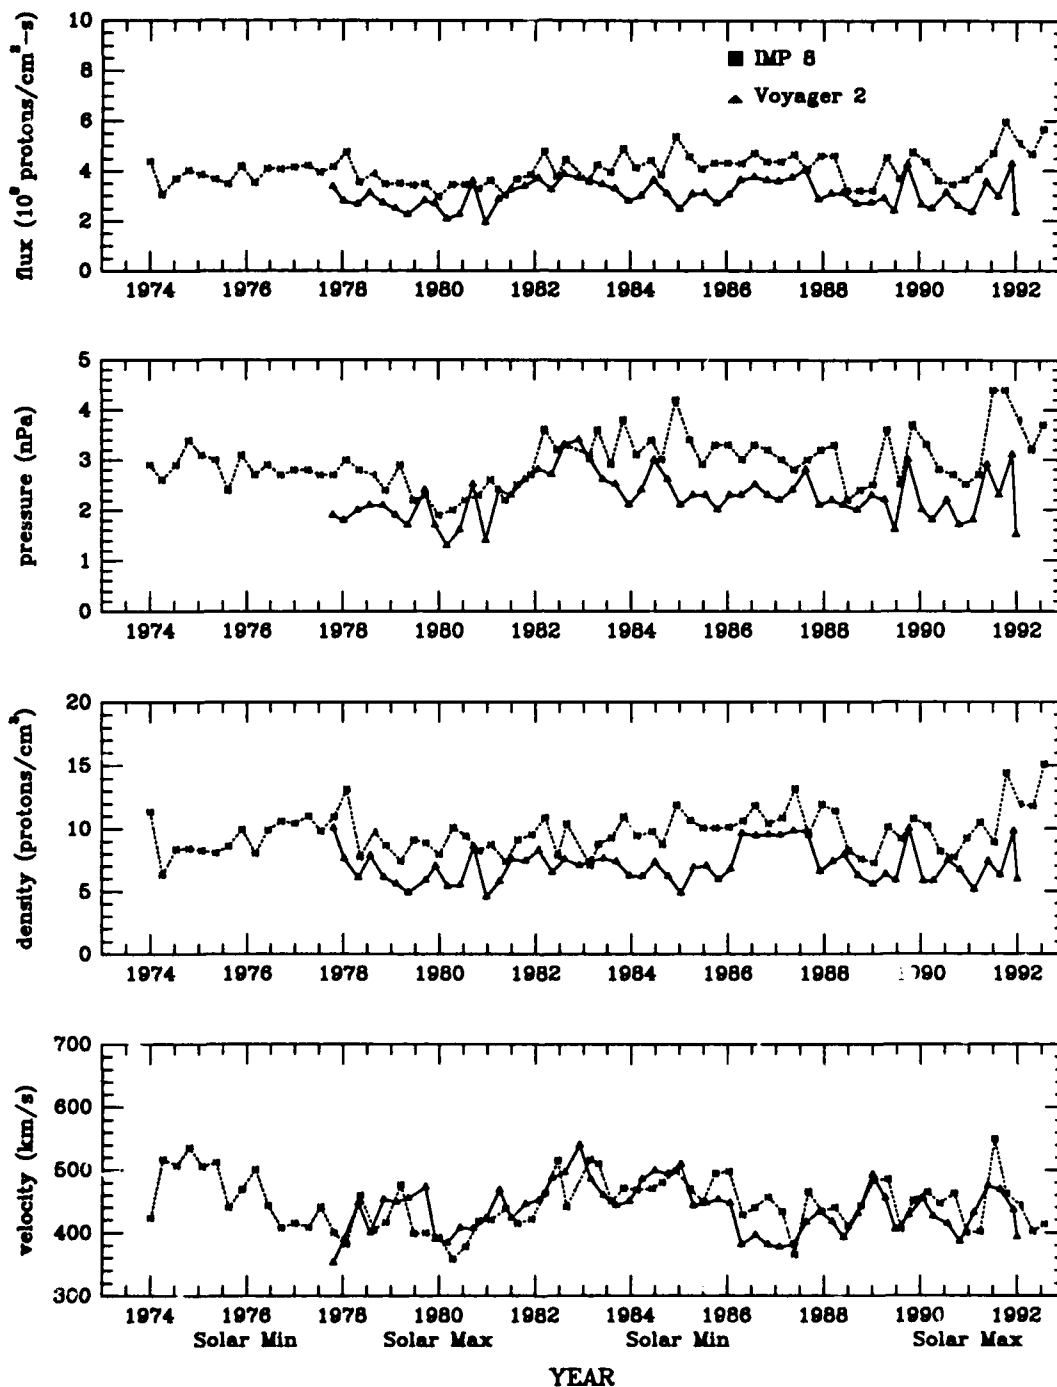 10
8
6
4
2
0
flux (10⁸ protons/cm²-s)
IMP 8
Voyager 2
1974 1976 1978 1980 1982 1984 1986 1988 1990 1992
5
4
3
2
1
0
pressure (nPa)
1974 1976 1978 1980 1982 1984 1986 1988 1990 1992
20
15
10
5
0
density (protons/cm³)
1974 1976 1978 1980 1982 1984 1986 1988 1990 1992
700
600
500
400
300
velocity (km/s)
1974 1976 1978 1980 1982 1984 1986 1988 1990 1992
Solar Min Solar Max Solar Min Solar Max
YEAR